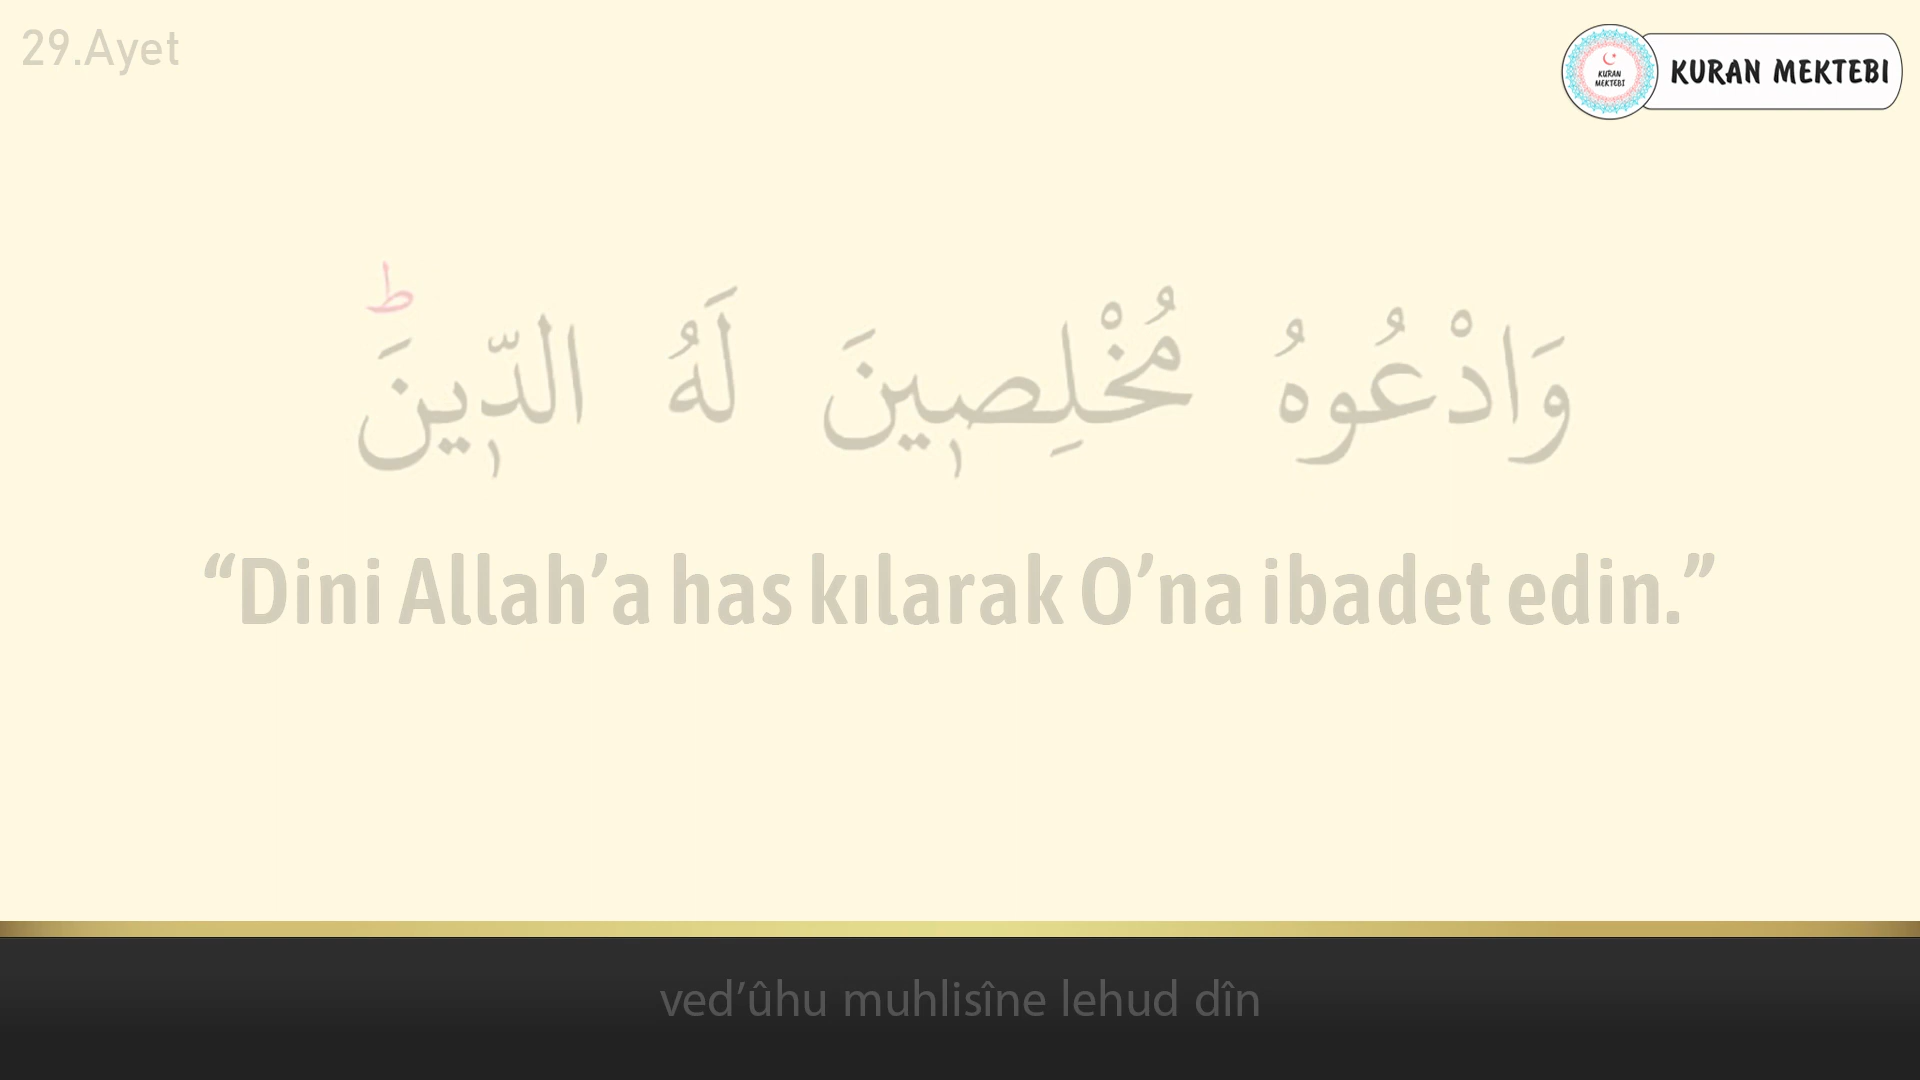 29.Ayet
KURAN MEKTEBI
KURAN MEKTEBI
ط
وَادْعُوهُ مُخْلِصٖينَ لَهُ الدّٖينَ
“Dini Allah’a has kılarak O’na ibadet edin.”
ved’ûhu muhlisîne lehud dîn